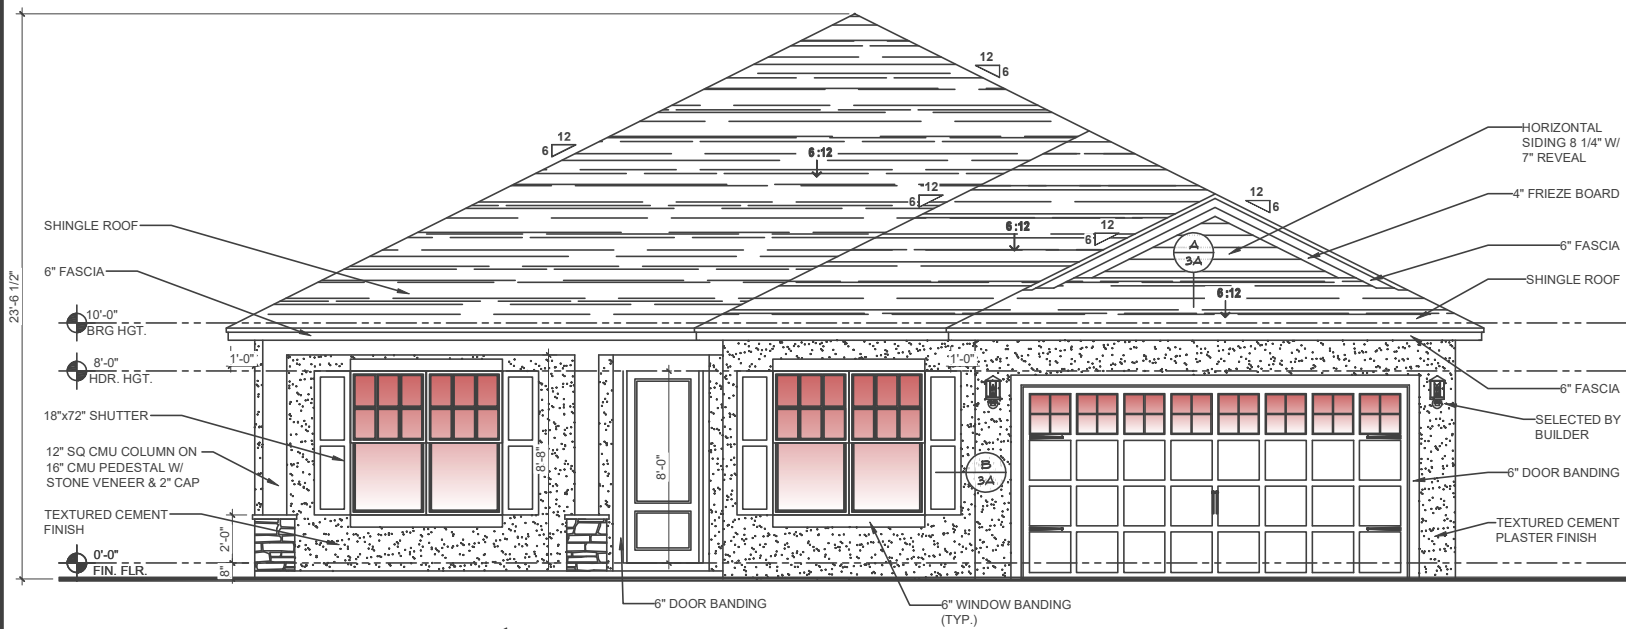 12
6
12
6
6:12
HORIZONTAL
SIDING 8 1/4" W/
7" REVEAL
12
6
12
6
4" FRIEZE BOARD
SHINGLE ROOF
6:12
12
6
A
3A
6" FASCIA
6" FASCIA
23'-6 1/2"
6:12
SHINGLE ROOF
10'-0"
BRG HGT.
1'-0"
1'-0"
8'-0"
HDR. HGT.
6" FASCIA
18"x72" SHUTTER
SELECTED BY
BUILDER
12" SQ CMU COLUMN ON
16" CMU PEDESTAL W/
STONE VENEER & 2" CAP
8'-8"
8'-0"
B
3A
6" DOOR BANDING
TEXTURED CEMENT
FINISH
2'-0"
TEXTURED CEMENT
PLASTER FINISH
0'-0"
FIN. FLR.
8"
6" DOOR BANDING
6" WINDOW BANDING
(TYP.)